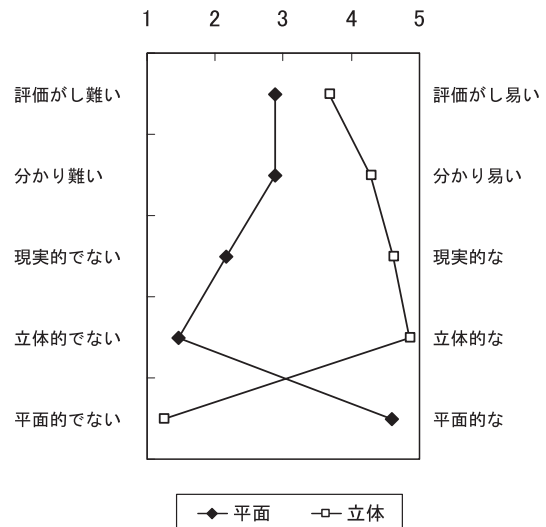 1 2 3 4 5
評価がし難い 評価がし易い
分かり難い 分かり易い
現実的でない 現実的な
立体的でない 立体的な
平面的でない 平面的な
平面 立体